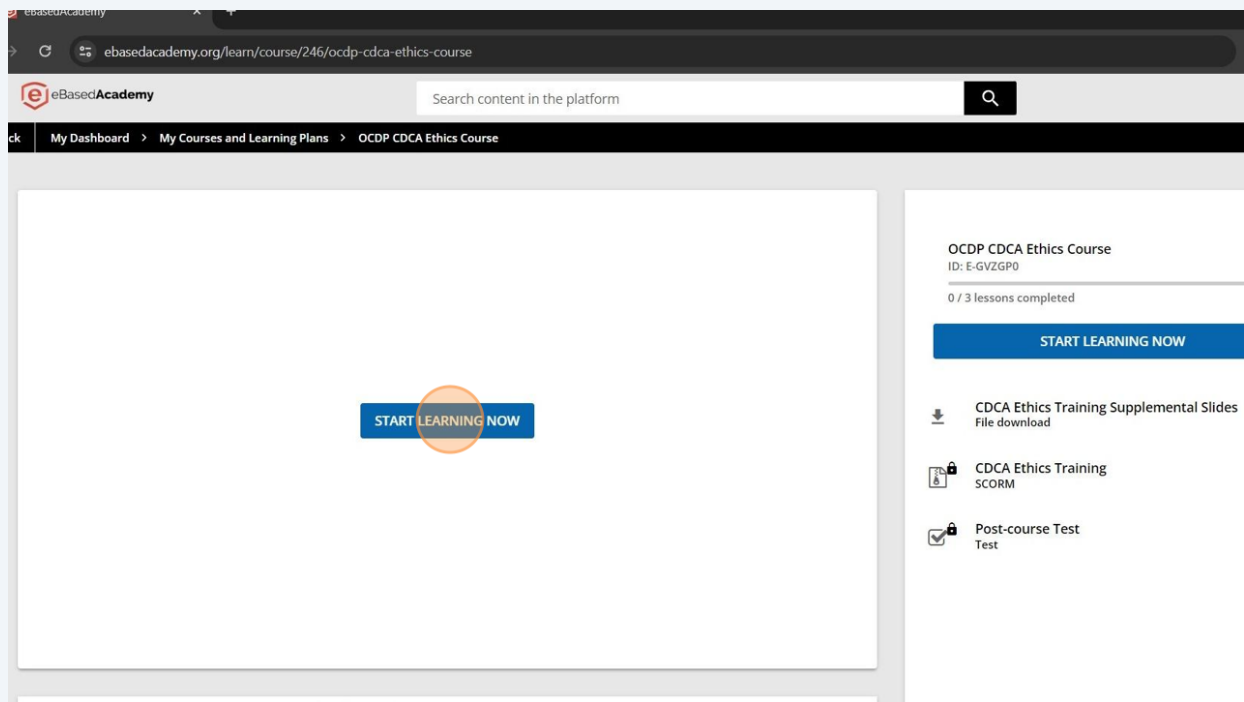 eBasedAcademy
ebasedacademy.org/learn/course/246/ocdp-cdca-ethics-course
eBasedAcademy
Search content in the platform
ck
My Dashboard > My Courses and Learning Plans > OCDP CDCA Ethics Course
START LEARNING NOW
OCDP CDCA Ethics Course
ID: E-GVZGP0
0 / 3 lessons completed
START LEARNING NOW
CDCA Ethics Training Supplemental Slides
File download
CDCA Ethics Training
SCORM
Post-course Test
Test